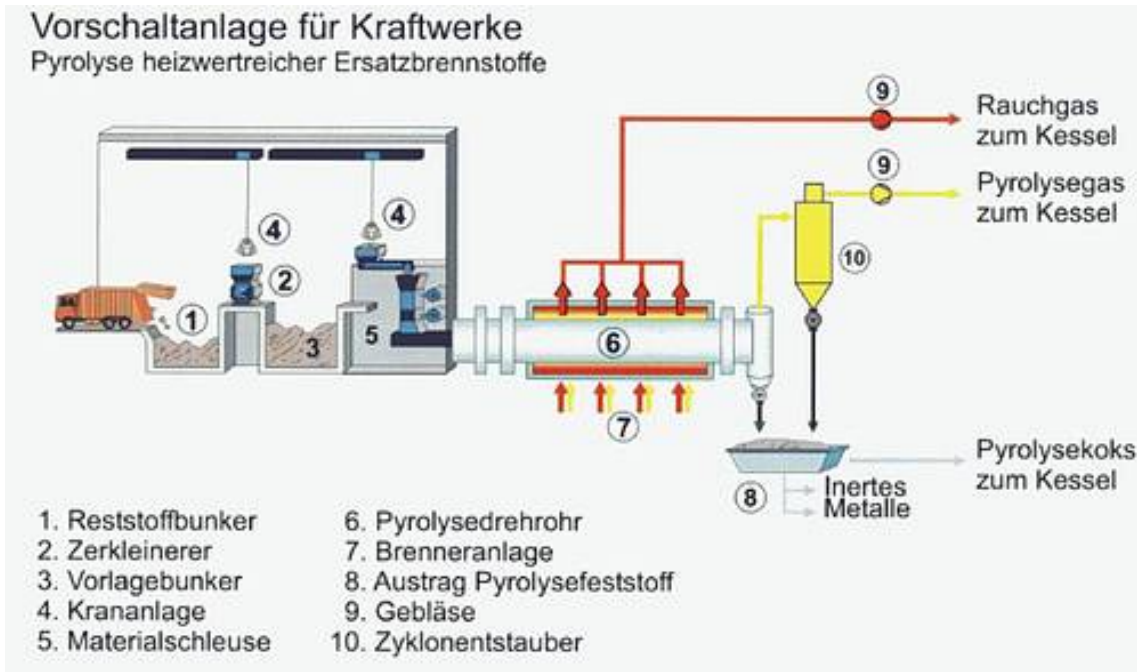 Vorschaltanlage für Kraftwerke
Pyrolyse heizwertreicher Ersatzbrennstoffe
9
Rauchgas
zum Kessel
9
Pyrolysegas
zum Kessel
4
4
2
10
1
3
5
6
7
Pyrolysekoks
zum Kessel
8
Inertes
Metalle
1. Reststoffbunker
2. Zerkleinerer
3. Vorlagebunker
4. Krananlage
5. Materialschleuse
6. Pyrolysedrehrohr
7. Brenneranlage
8. Austrag Pyrolysefeststoff
9. Gebläse
10. Zyklonentstauber